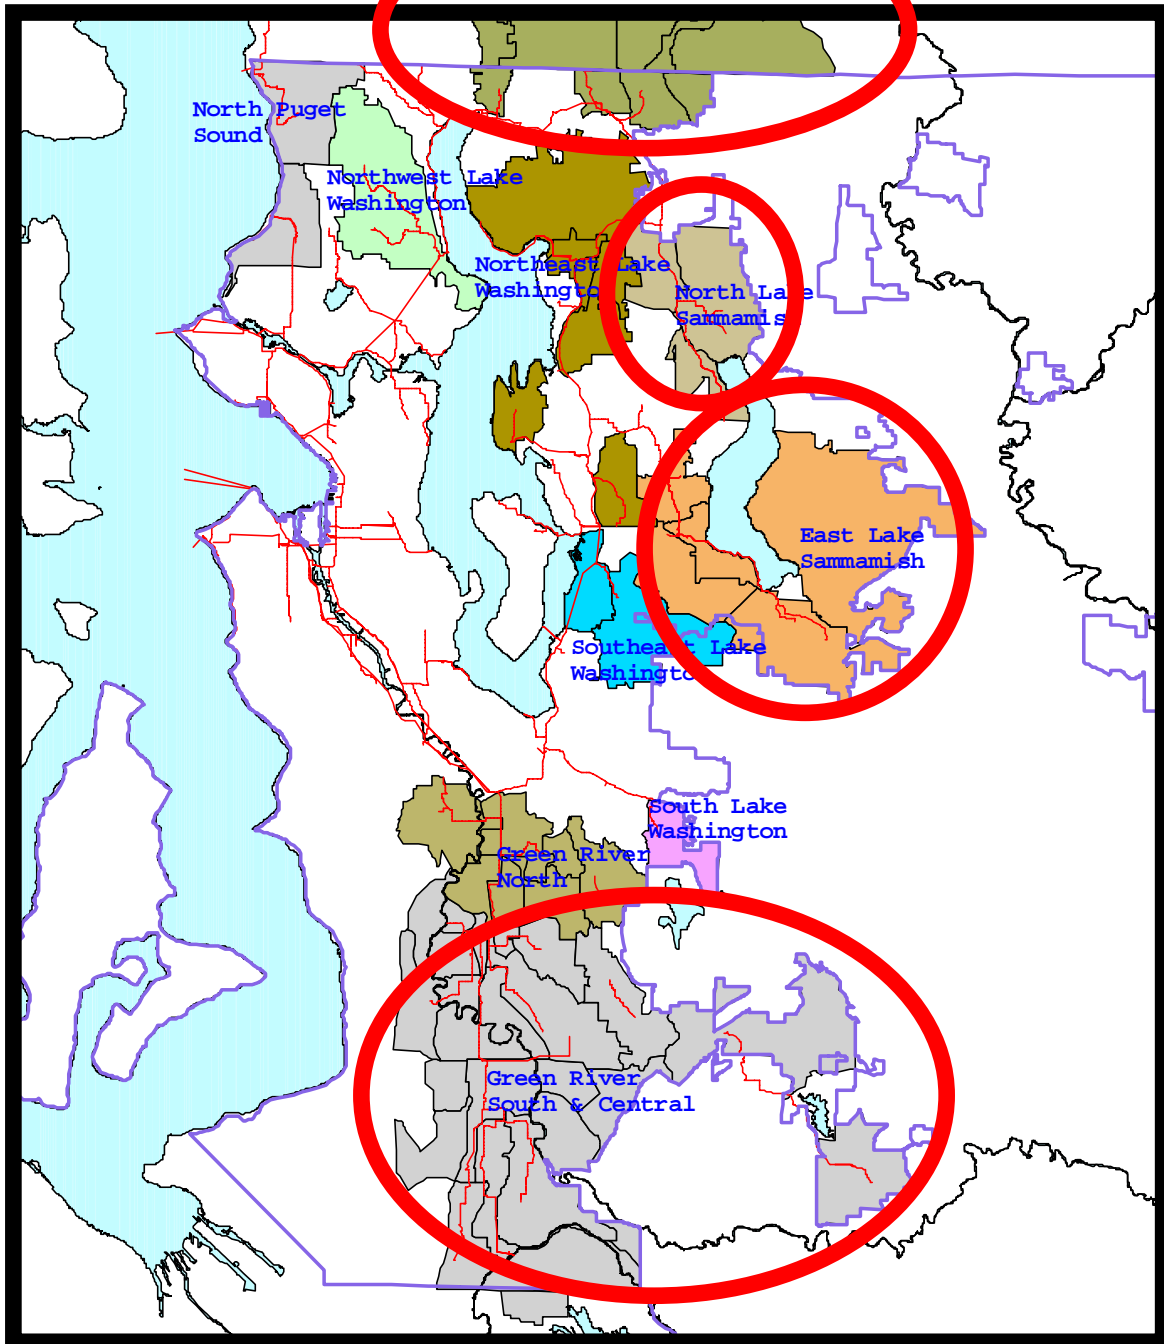 North Puget
Sound
Northwest Lake
Washington
Northeast Lake
Washington
North Lake
Sammamish
East Lake
Sammamish
Southeast Lake
Washington
South Lake
Washington
Green River
North
Green River
South & Central